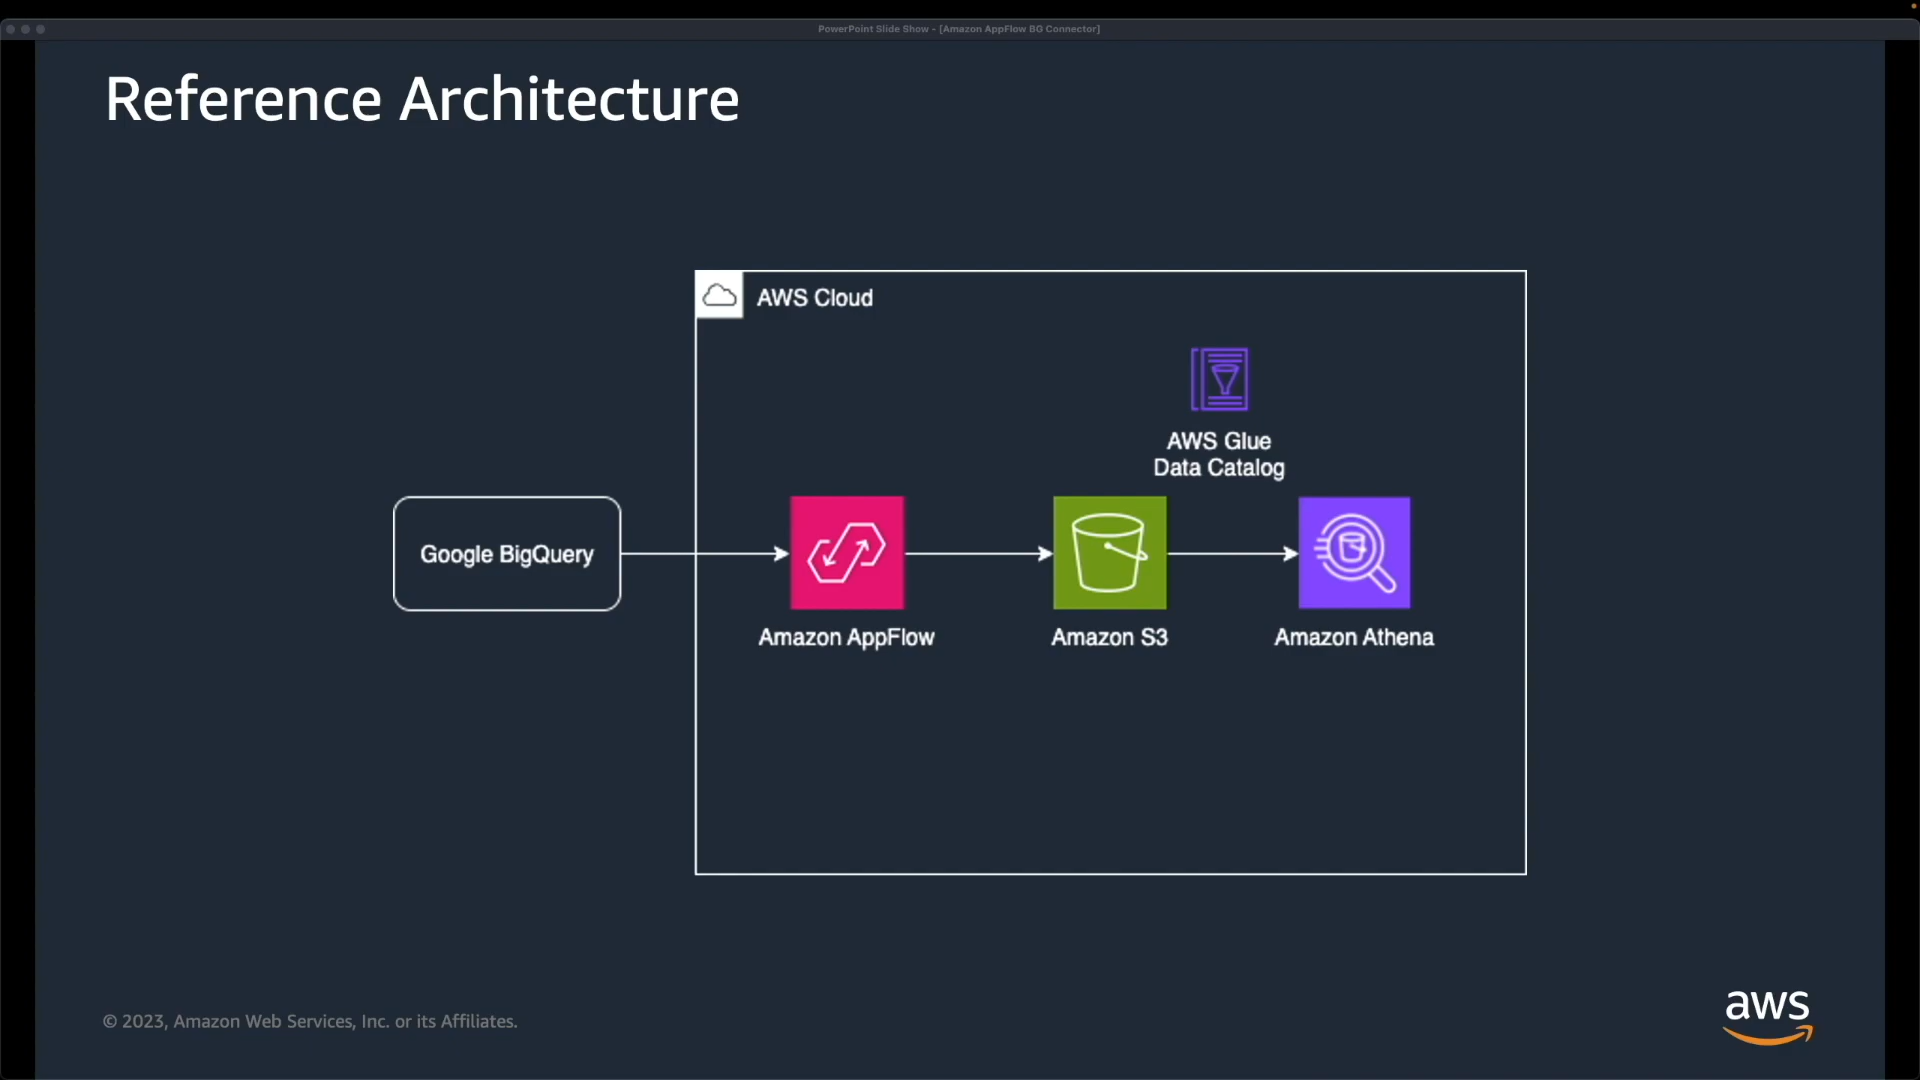 PowerPoint Slide Show - [Amazon AppFlow BG Connector]
Reference Architecture
AWS Cloud
AWS Glue
Data Catalog
Google BigQuery
Amazon AppFlow
Amazon S3
Amazon Athena
© 2023, Amazon Web Services, Inc. or its Affiliates.
aws